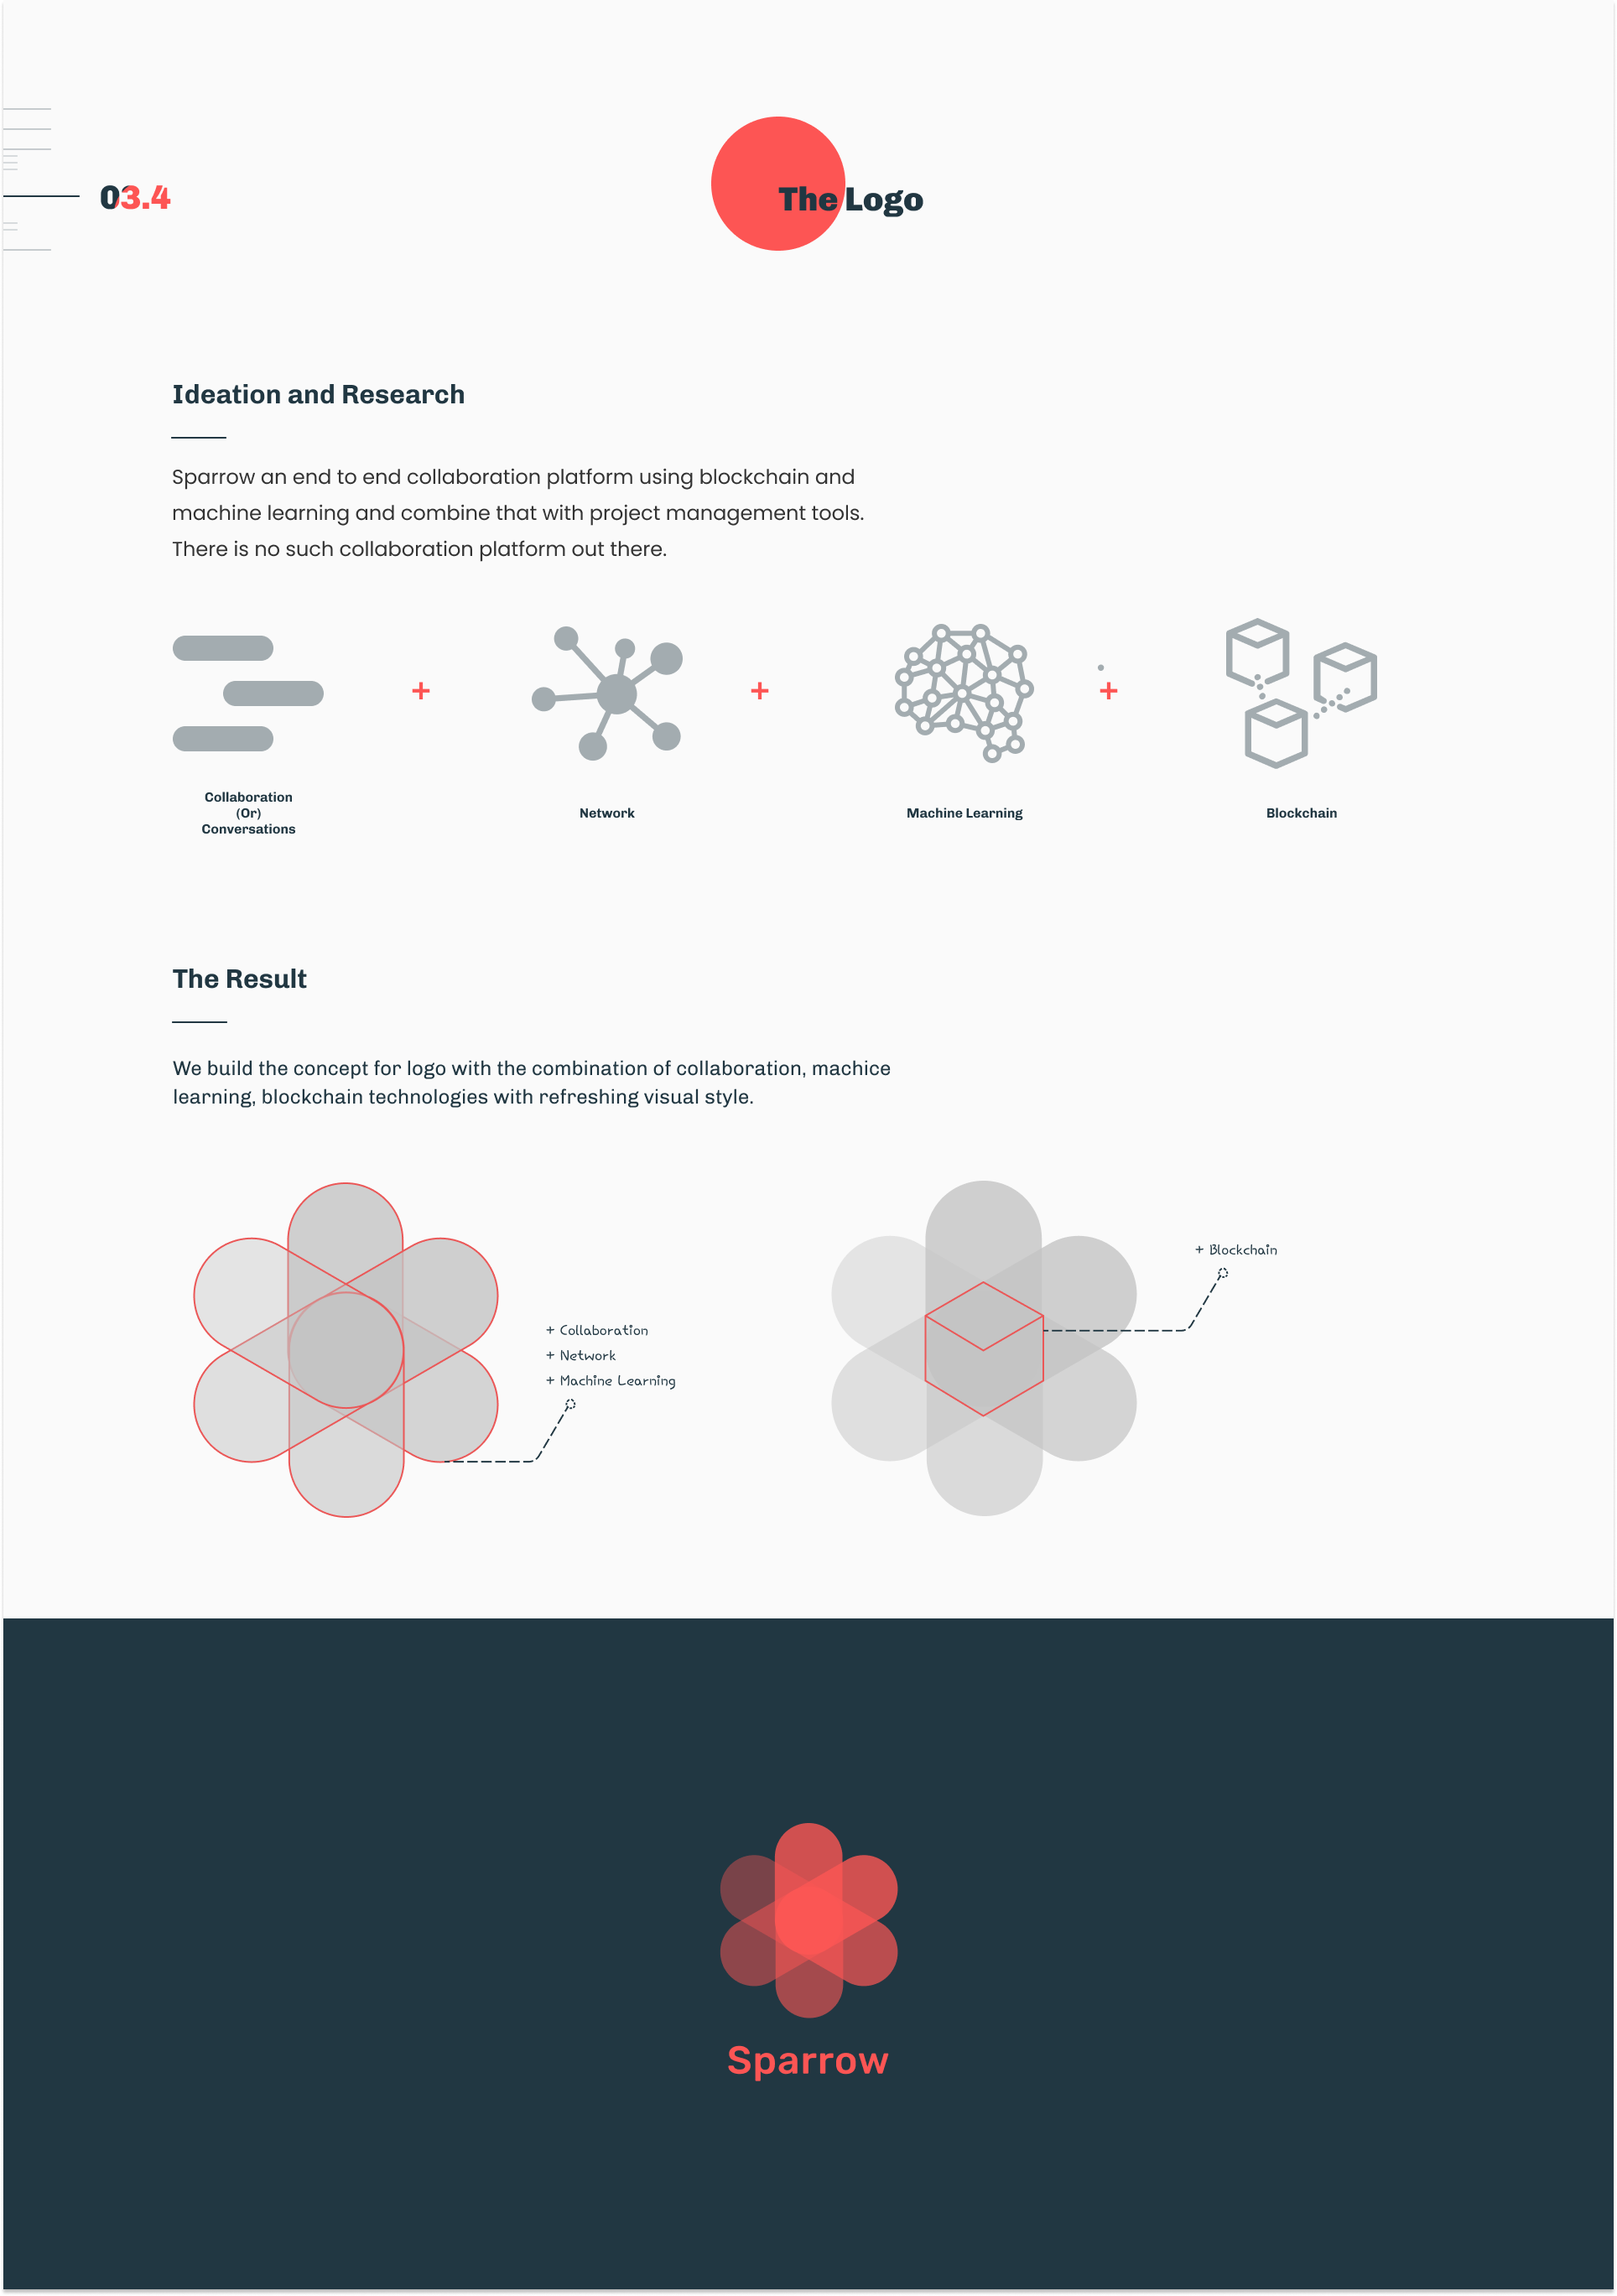 03.4
The Logo
Ideation and Research
Sparrow an end to end collaboration platform using blockchain and
machine learning and combine that with project management tools.
There is no such collaboration platform out there.
+ + +
Collaboration
(Or)
Conversations
Network
Machine Learning
Blockchain
The Result
We build the concept for logo with the combination of collaboration, machice
learning, blockchain technologies with refreshing visual style.
+ Collaboration
+ Network
+ Machine Learning
+ Blockchain
Sparrow